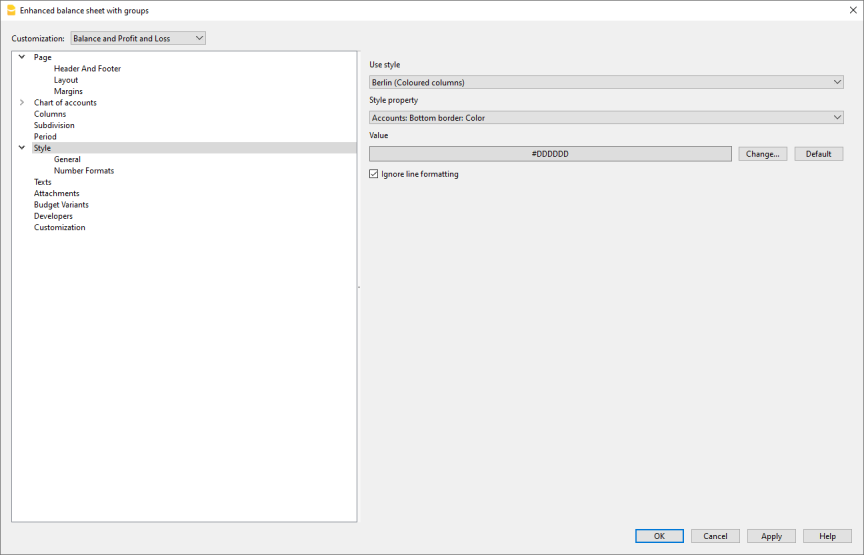 Enhanced balance sheet with groups
Customization: Balance and Profit and Loss
Page
Header And Footer
Layout
Margins
Chart of accounts
Columns
Subdivision
Period
Style
General
Number Formats
Texts
Attachments
Budget Variants
Developers
Customization
Use style
Berlin (Coloured columns)
Style property
Accounts: Bottom border: Color
Value
#DDDDDD Change... Default
Ignore line formatting
OK Cancel Apply Help